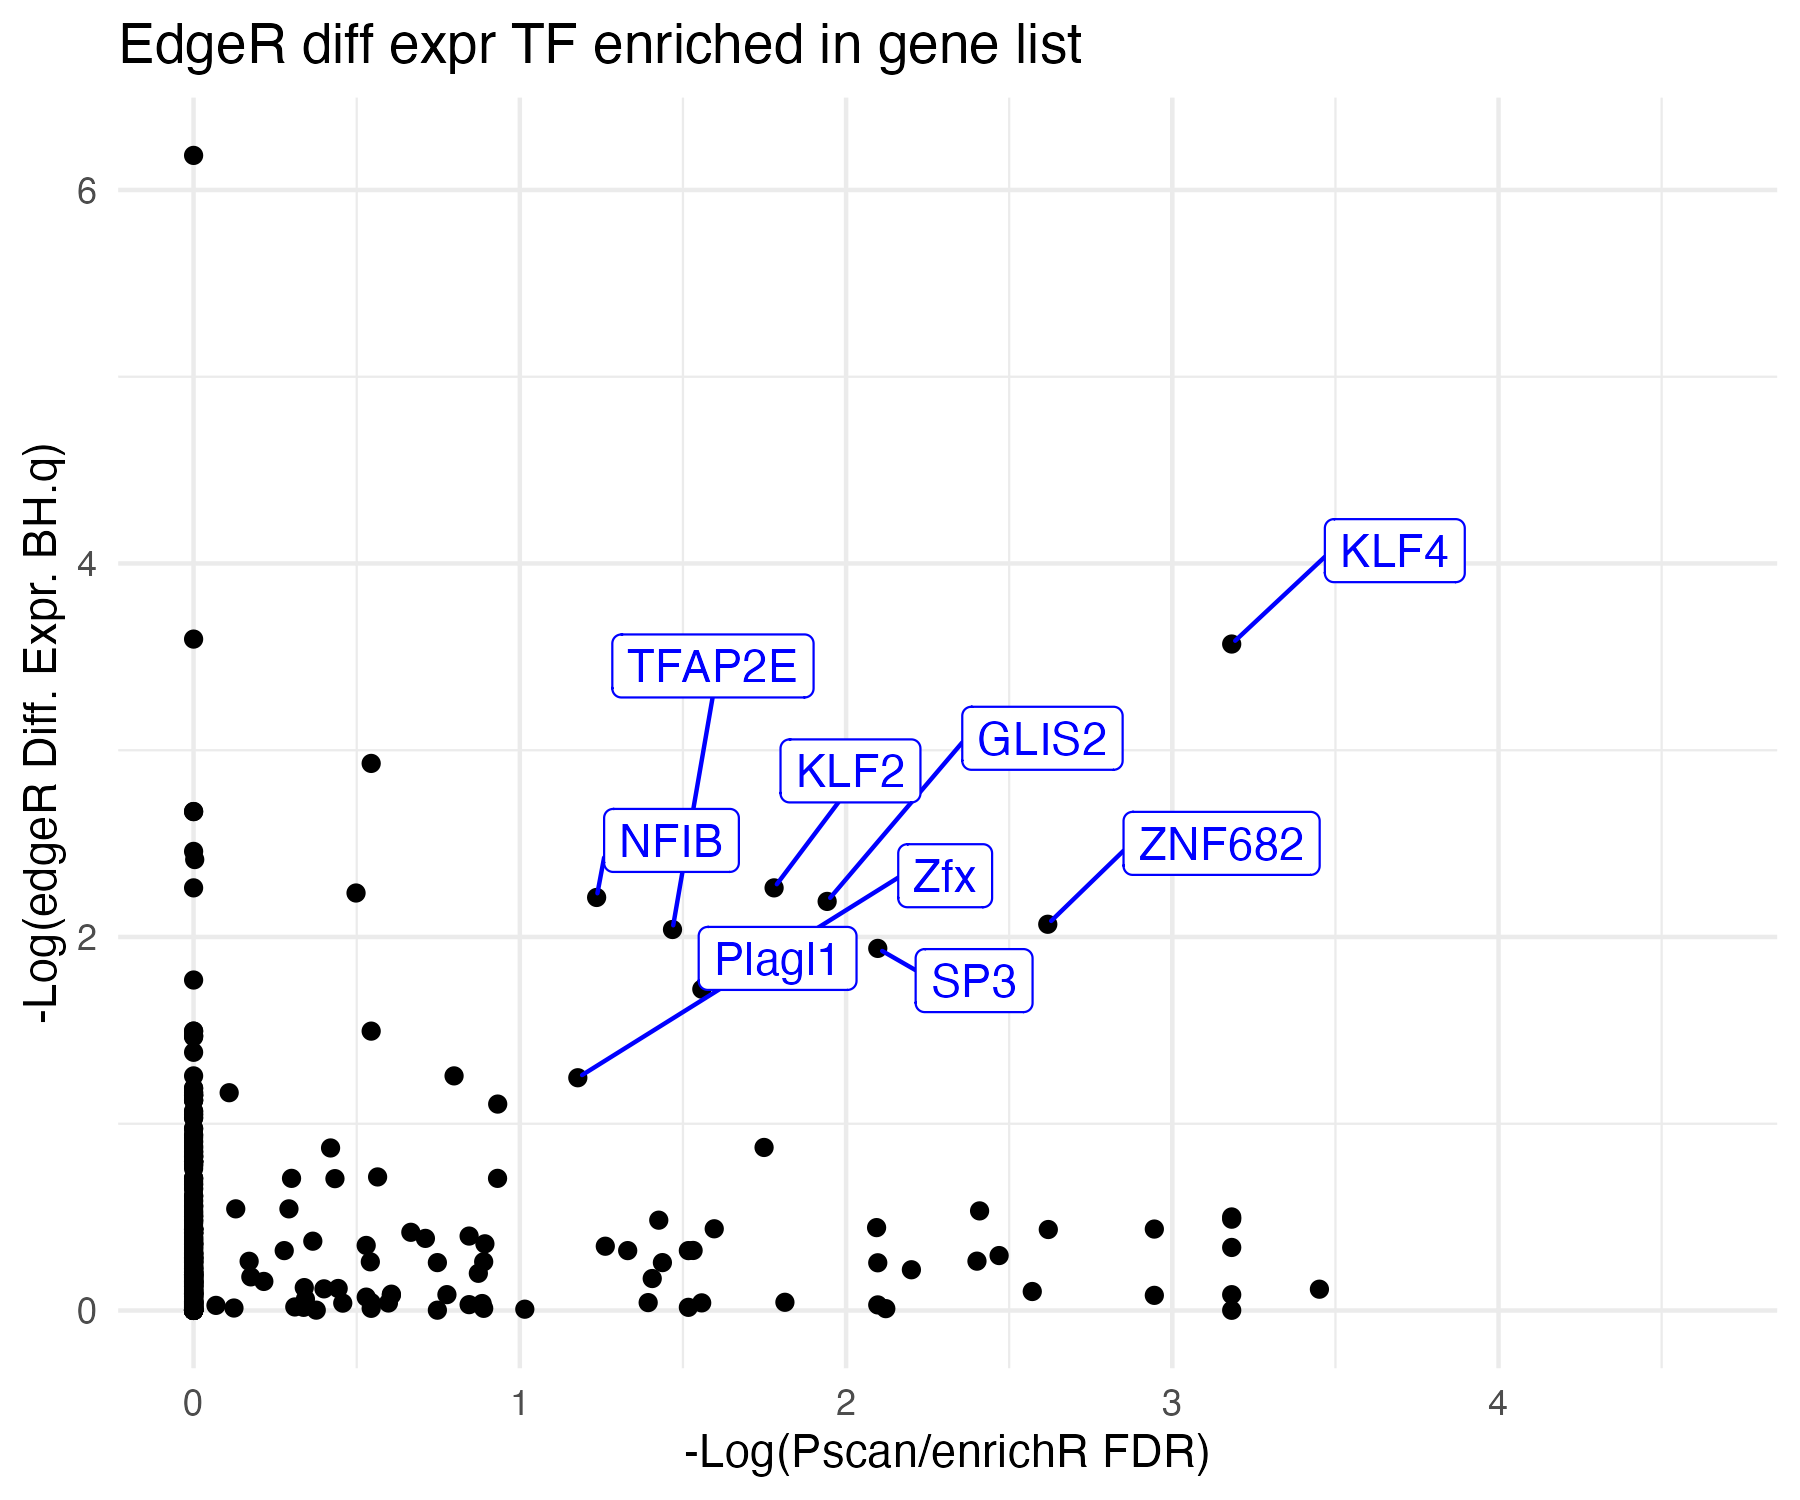 EdgeR diff expr TF enriched in gene list
-Log(edgeR Diff. Expr. BH.q)
6
4
2
0
KLF4
TFAP2E
GLIS2
KLF2
NFIB
ZNF682
Zfx
Plagl1
SP3
0 1 2 3 4
-Log(Pscan/enrichR FDR)